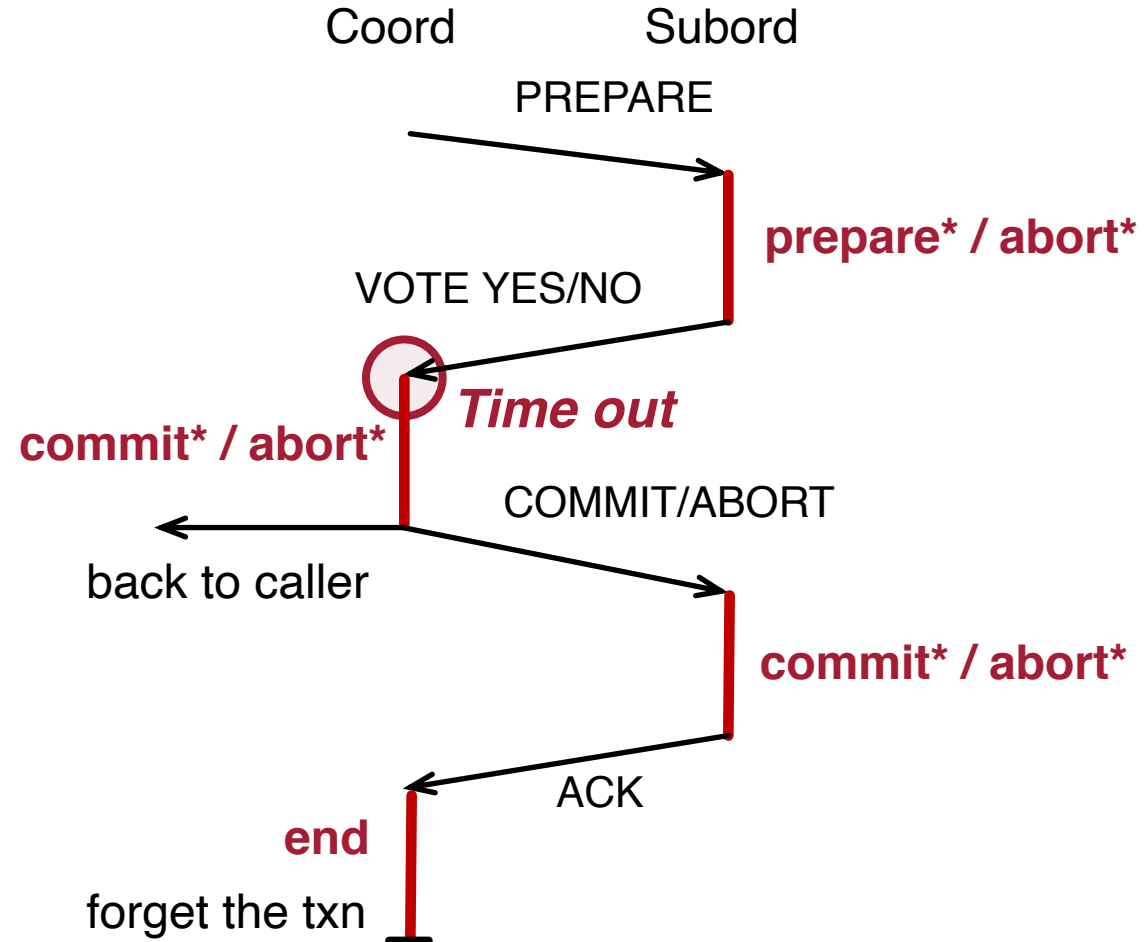 Coord Subord
PREPARE
prepare* / abort*
VOTE YES/NO
Time out
commit* / abort*
COMMIT/ABORT
back to caller
commit* / abort*
ACK
end
forget the txn